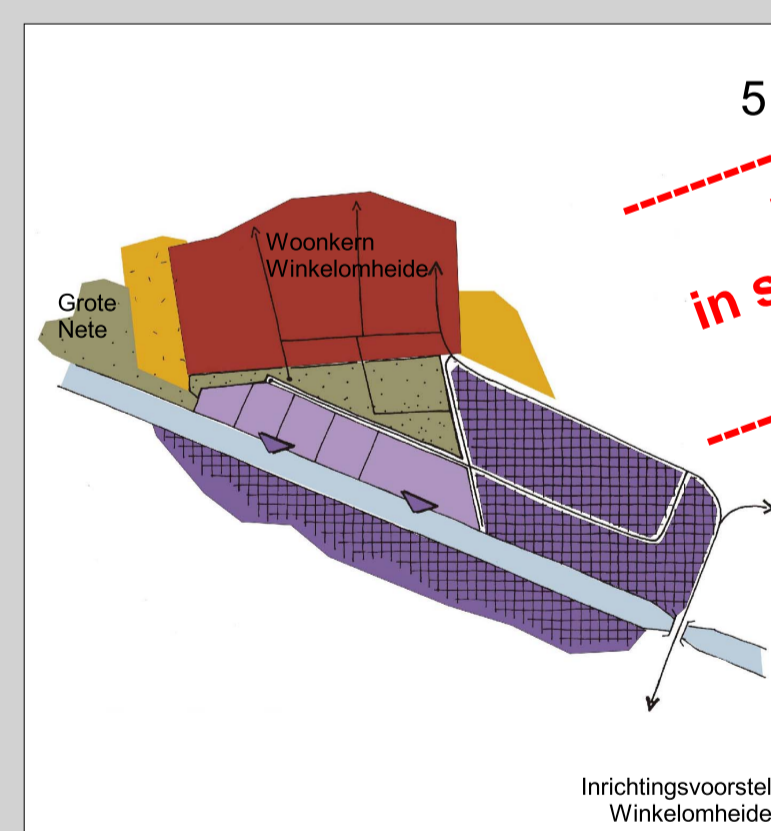 5
in s
Woonkern
Winkelomheide
Grote
Nete
Inrichtingsvoorstel
Winkelomheide